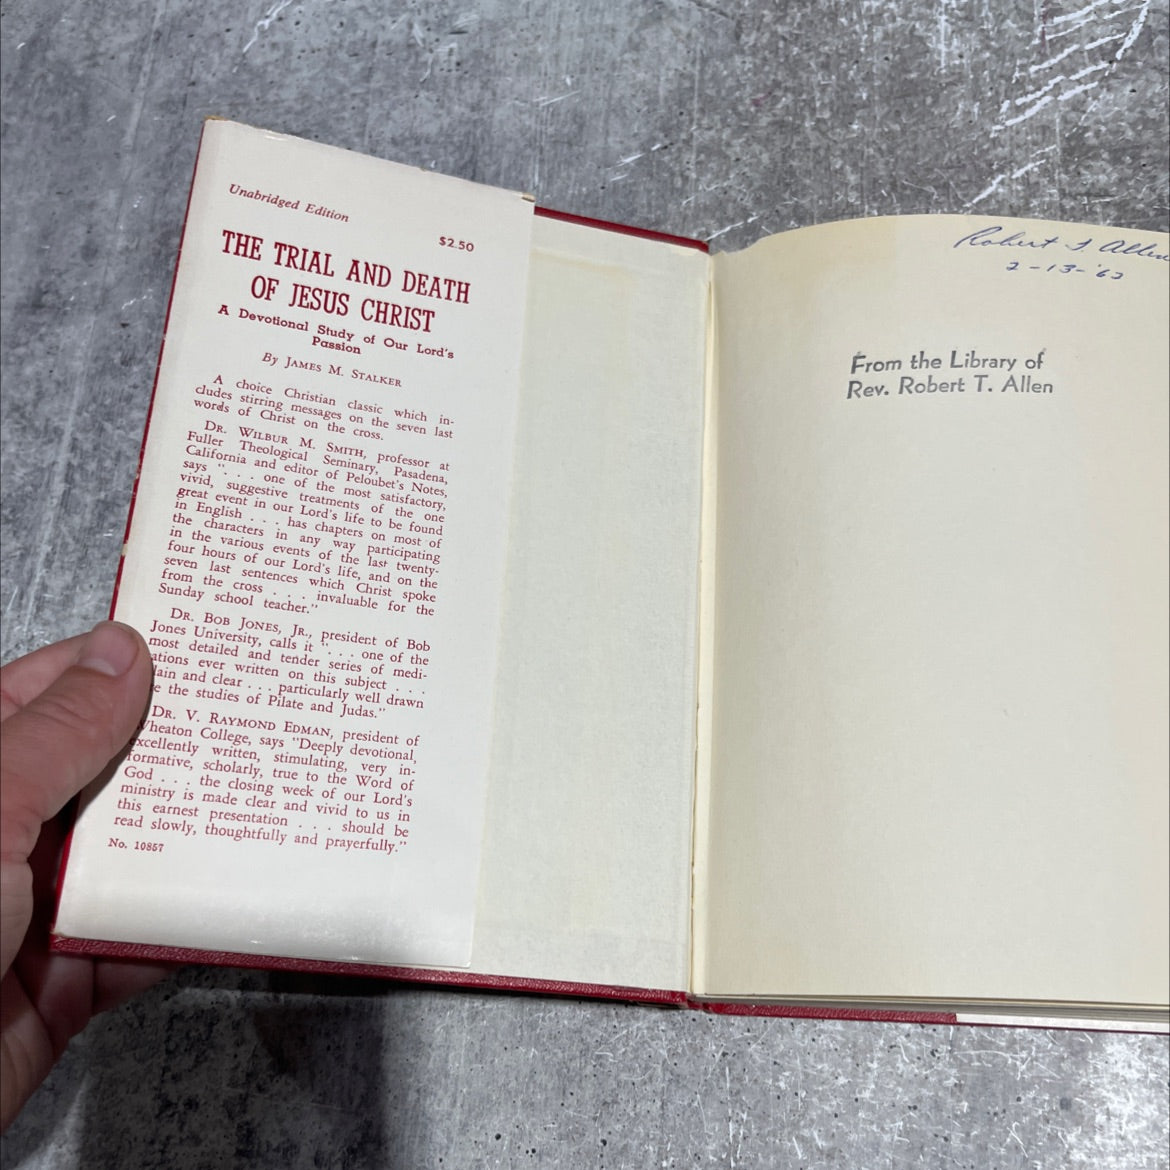 Unabridged Edition
$2.50
THE TRIAL AND DEATH
OF JESUS CHRIST
A Devotional Study of Our Lord's
Passion
By JAMES M. STALKER
A choice Christian classic which in-
cludes stirring messages on the seven last
words of Christ on the cross.
DR. WILBUR M. SMITH, professor at
Fuller Theological Seminary, Pasadena,
California and editor of Peloubet's Notes,
says ". . . one of the most satisfactory,
vivid, suggestive treatments of the one
great event in our Lord's life to be found
in English . . . has chapters on most of
the characters in any way participating
in the various events of the last twenty-
four hours of our Lord's life, and on the
seven last sentences which Christ spoke
from the cross . . . invaluable for the
Sunday school teacher."
DR. BOB JONES, JR., president of Bob
Jones University, calls it ". . . one of the
most detailed and tender series of medi-
ations ever written on this subject . . .
lain and clear . . . particularly well drawn
e the studies of Pilate and Judas."
DR. V. RAYMOND EDMAN, president of
Wheaton College, says "Deeply devotional,
excellently written, stimulating, very in-
formative, scholarly, true to the Word of
God . . . the closing week of our Lord's
ministry is made clear and vivid to us in
this earnest presentation . . . should be
read slowly, thoughtfully and prayerfully."
No. 10857
Robert T. Allen
2-13-'63
From the Library of
Rev. Robert T. Allen